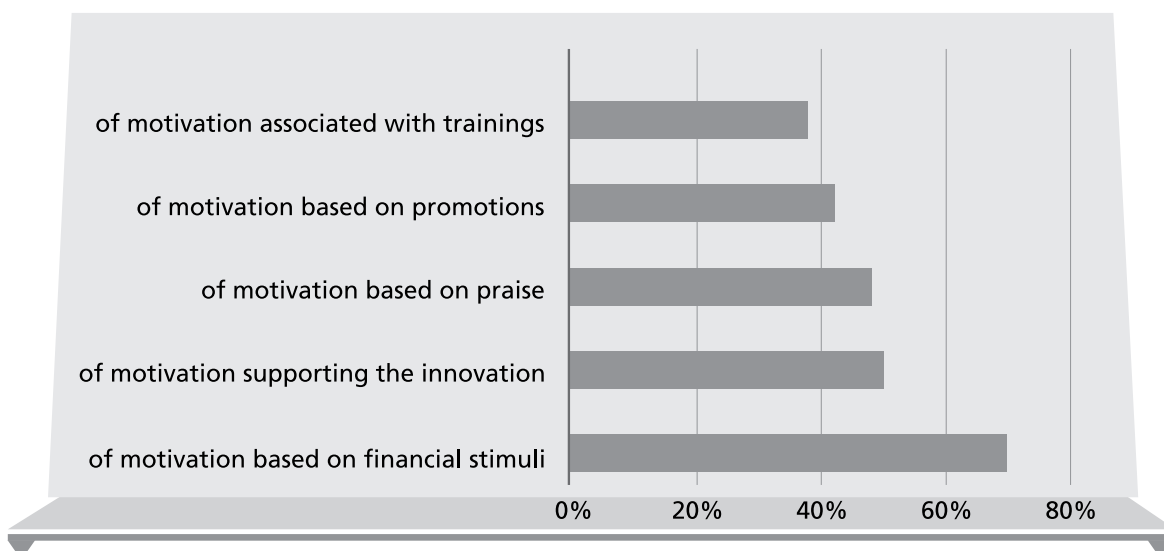 of motivation associated with trainings
of motivation based on promotions
of motivation based on praise
of motivation supporting the innovation
of motivation based on financial stimuli
0% 20% 40% 60% 80%